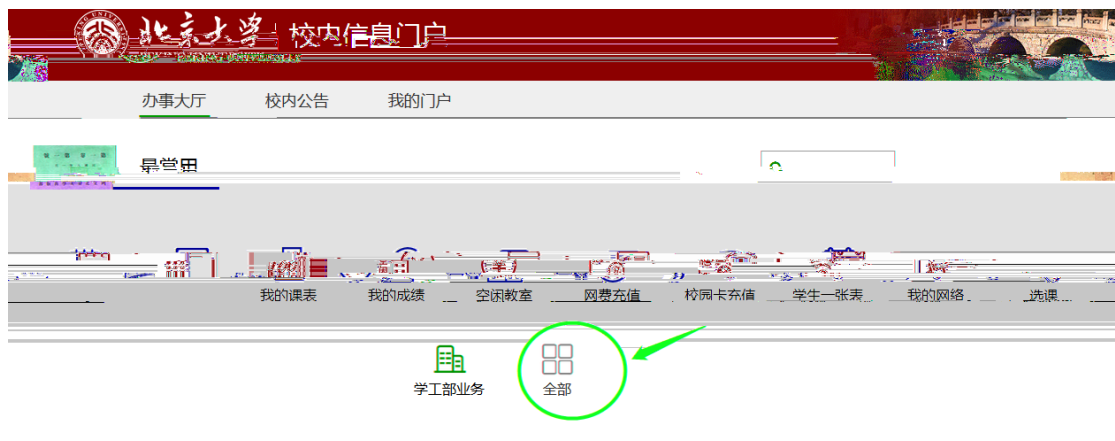 北京大学 校内信息门户
办事大厅 校内公告 我的门户
最常用
我的课表 我的成绩 空闲教室 网费充值 校园卡充值 学生一张表 我的网络 选课
学工部业务 全部